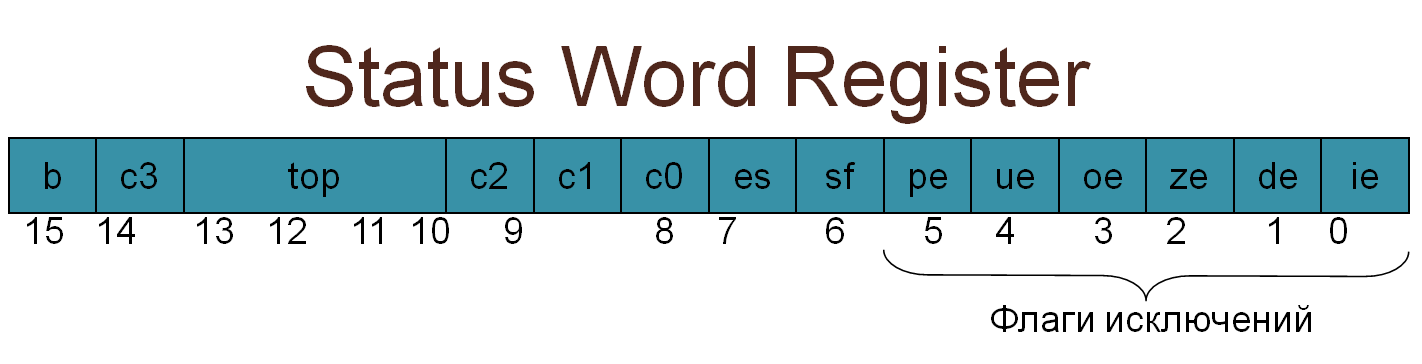 Status Word Register
b c3 top c2 c1 c0 es sf pe ue oe ze de ie
15 14 13 12 11 10 9 8 7 6 5 4 3 2 1 0
Флаги исключений